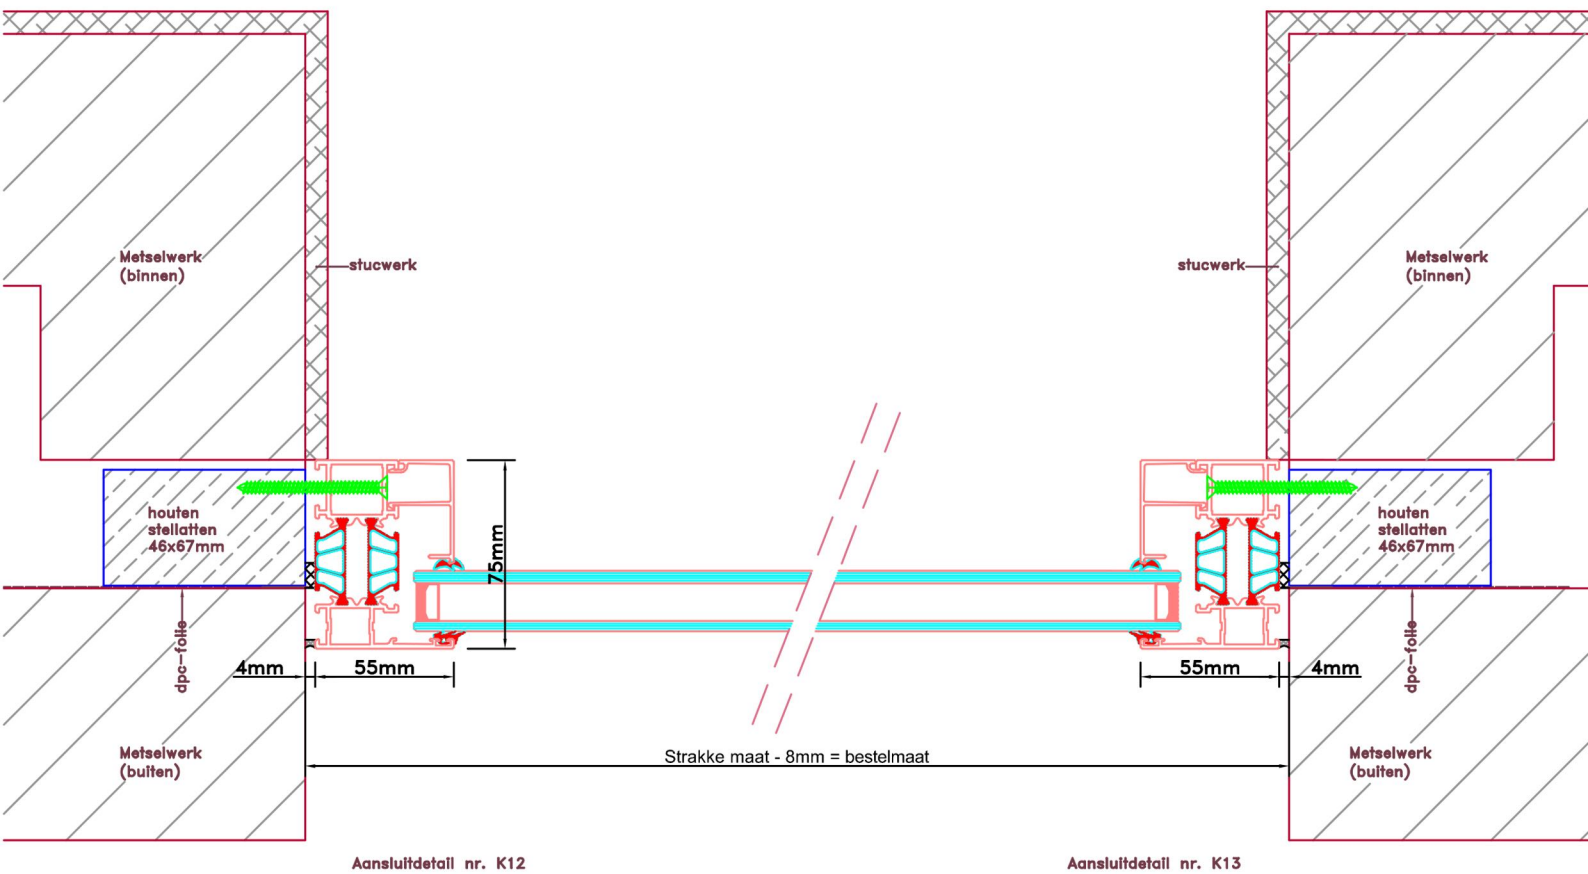 Metselwerk
(binnen)
stucwerk
stucwerk
Metselwerk
(binnen)
houten
stellatten
46x67mm
75mm
houten
stellatten
46x67mm
dpc-folie
4mm
55mm
55mm
4mm
dpc-folie
Metselwerk
(buiten)
Strakke maat - 8mm = bestelmaat
Metselwerk
(buiten)
Aansluitdetail nr. K12
Aansluitdetail nr. K13